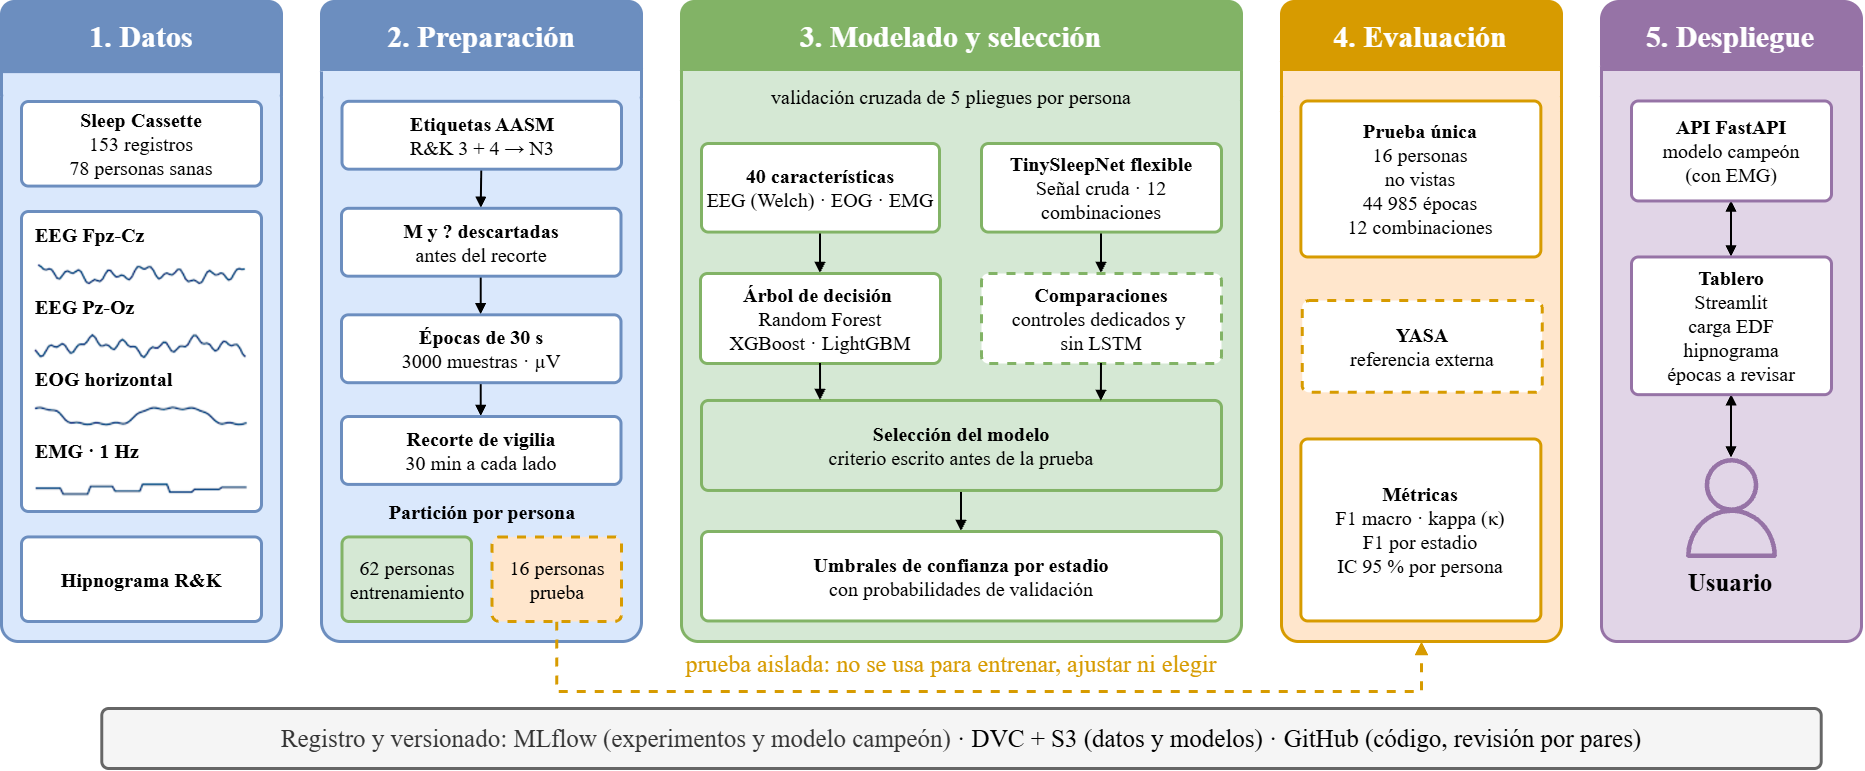 1. Datos
Sleep Cassette
153 registros
78 personas sanas
EEG Fpz-Cz
EEG Pz-Oz
EOG horizontal
EMG · 1 Hz
Hipnograma R&K
2. Preparación
Etiquetas AASM
R&K 3 + 4 → N3
M y ? descartadas
antes del recorte
Épocas de 30 s
3000 muestras · µV
Recorte de vigilia
30 min a cada lado
Partición por persona
62 personas
entrenamiento
16 personas
prueba
3. Modelado y selección
validación cruzada de 5 pliegues por persona
40 características
EEG (Welch) · EOG · EMG
TinySleepNet flexible
Señal cruda · 12
combinaciones
Árbol de decisión
Random Forest
XGBoost · LightGBM
Comparaciones
controles dedicados y
sin LSTM
Selección del modelo
criterio escrito antes de la prueba
Umbrales de confianza por estadio
con probabilidades de validación
4. Evaluación
Prueba única
16 personas
no vistas
44 985 épocas
12 combinaciones
YASA
referencia externa
Métricas
F1 macro · kappa (κ)
F1 por estadio
IC 95 % por persona
5. Despliegue
API FastAPI
modelo campeón
(con EMG)
Tablero
Streamlit
carga EDF
hipnograma
épocas a revisar
Usuario
prueba aislada: no se usa para entrenar, ajustar ni elegir
Registro y versionado: MLflow (experimentos y modelo campeón) · DVC + S3 (datos y modelos) · GitHub (código, revisión por pares)